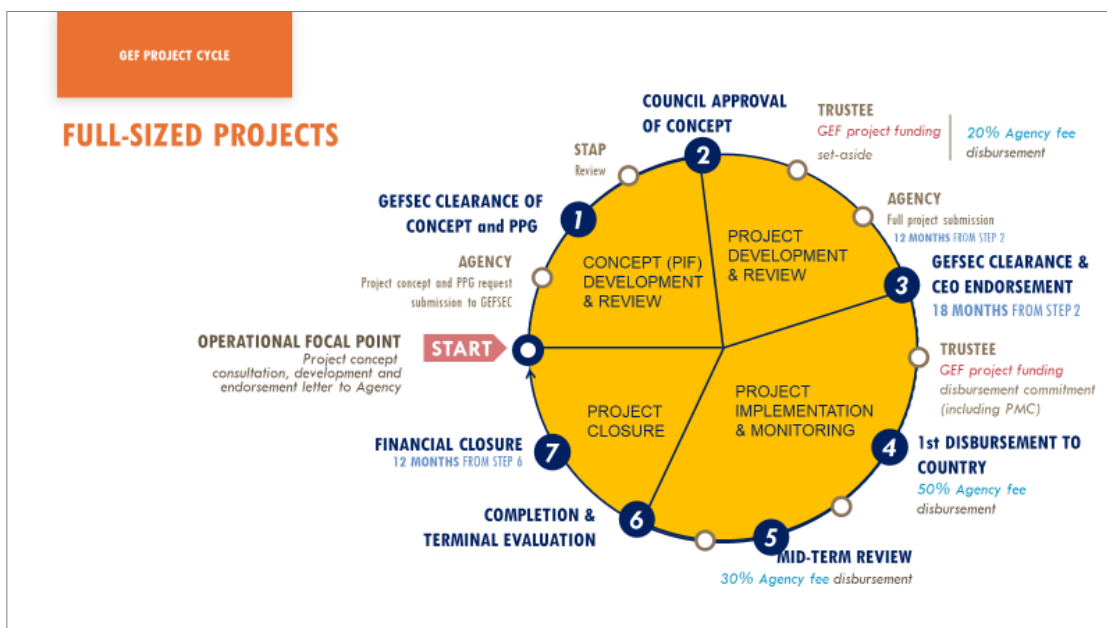 GEF PROJECT CYCLE
FULL-SIZED PROJECTS
COUNCIL APPROVAL
OF CONCEPT
2
TRUSTEE
GEF project funding
set-aside
20% Agency fee
disbursement
STAP
Review
GEFSEC CLEARANCE OF
CONCEPT and PPG
1
AGENCY
Full project submission
12 MONTHS FROM STEP 2
PROJECT
DEVELOPMENT
& REVIEW
CONCEPT (PIF)
DEVELOPMENT
& REVIEW
AGENCY
Project concept and PPG request
submission to GEFSEC
3
GEFSEC CLEARANCE &
CEO ENDORSEMENT
18 MONTHS FROM STEP 2
OPERATIONAL FOCAL POINT
Project concept
consultation, development and
endorsement letter to Agency
START
TRUSTEE
GEF project funding
disbursement commitment
(including PMC)
PROJECT
IMPLEMENTATION
& MONITORING
PROJECT
CLOSURE
FINANCIAL CLOSURE
12 MONTHS FROM STEP 6
7
4
1st DISBURSEMENT TO
COUNTRY
50% Agency fee
disbursement
COMPLETION &
TERMINAL EVALUATION
6
5
MID-TERM REVIEW
30% Agency fee disbursement